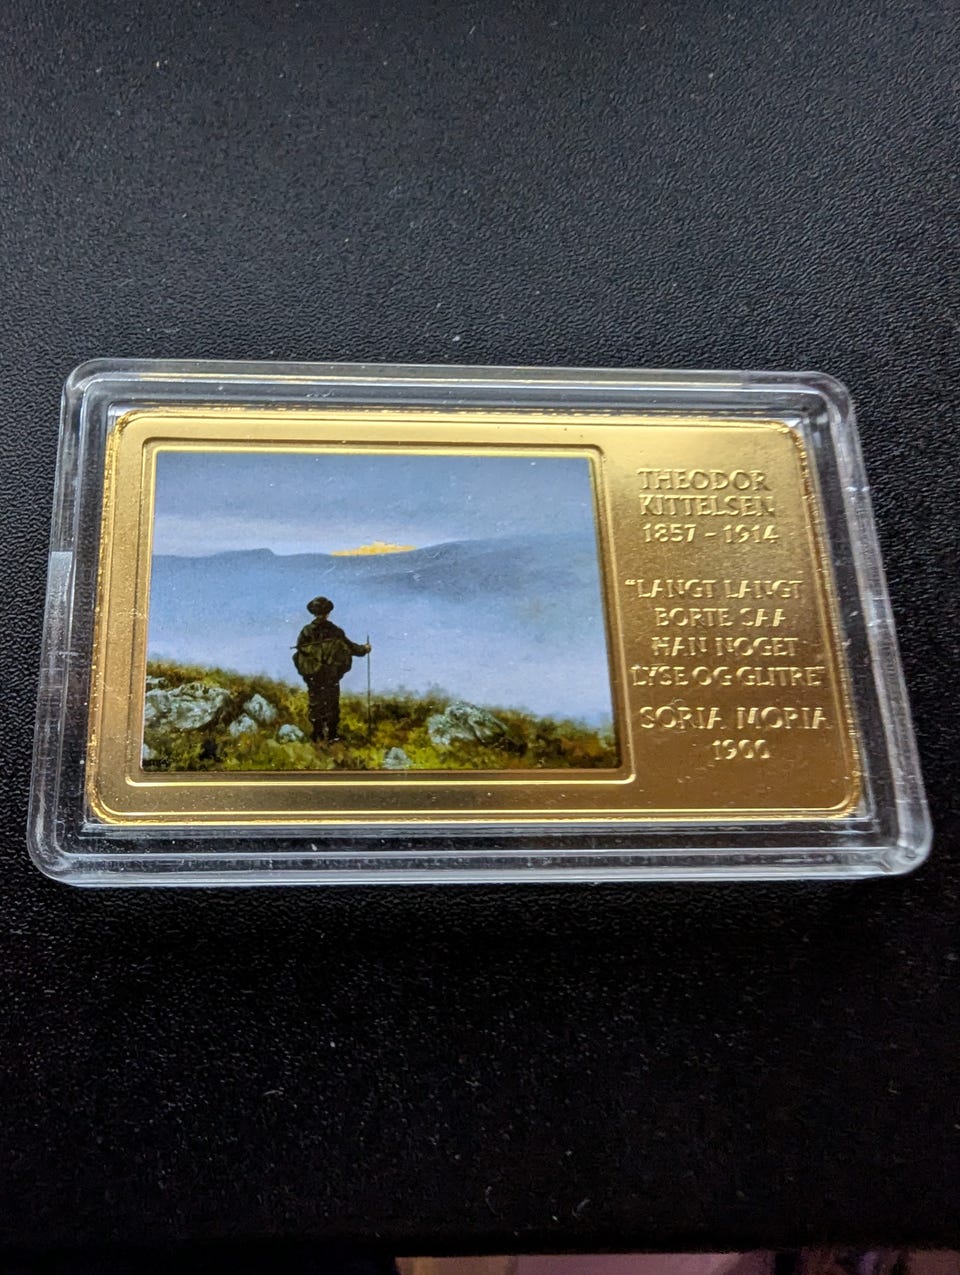 THEODOR
KITTELSEN
1857 - 1914
"LANGT LANGT
BORTE SAA
HAN NOGET
LYSE OG GLITRE"
SORIA MORIA
1900